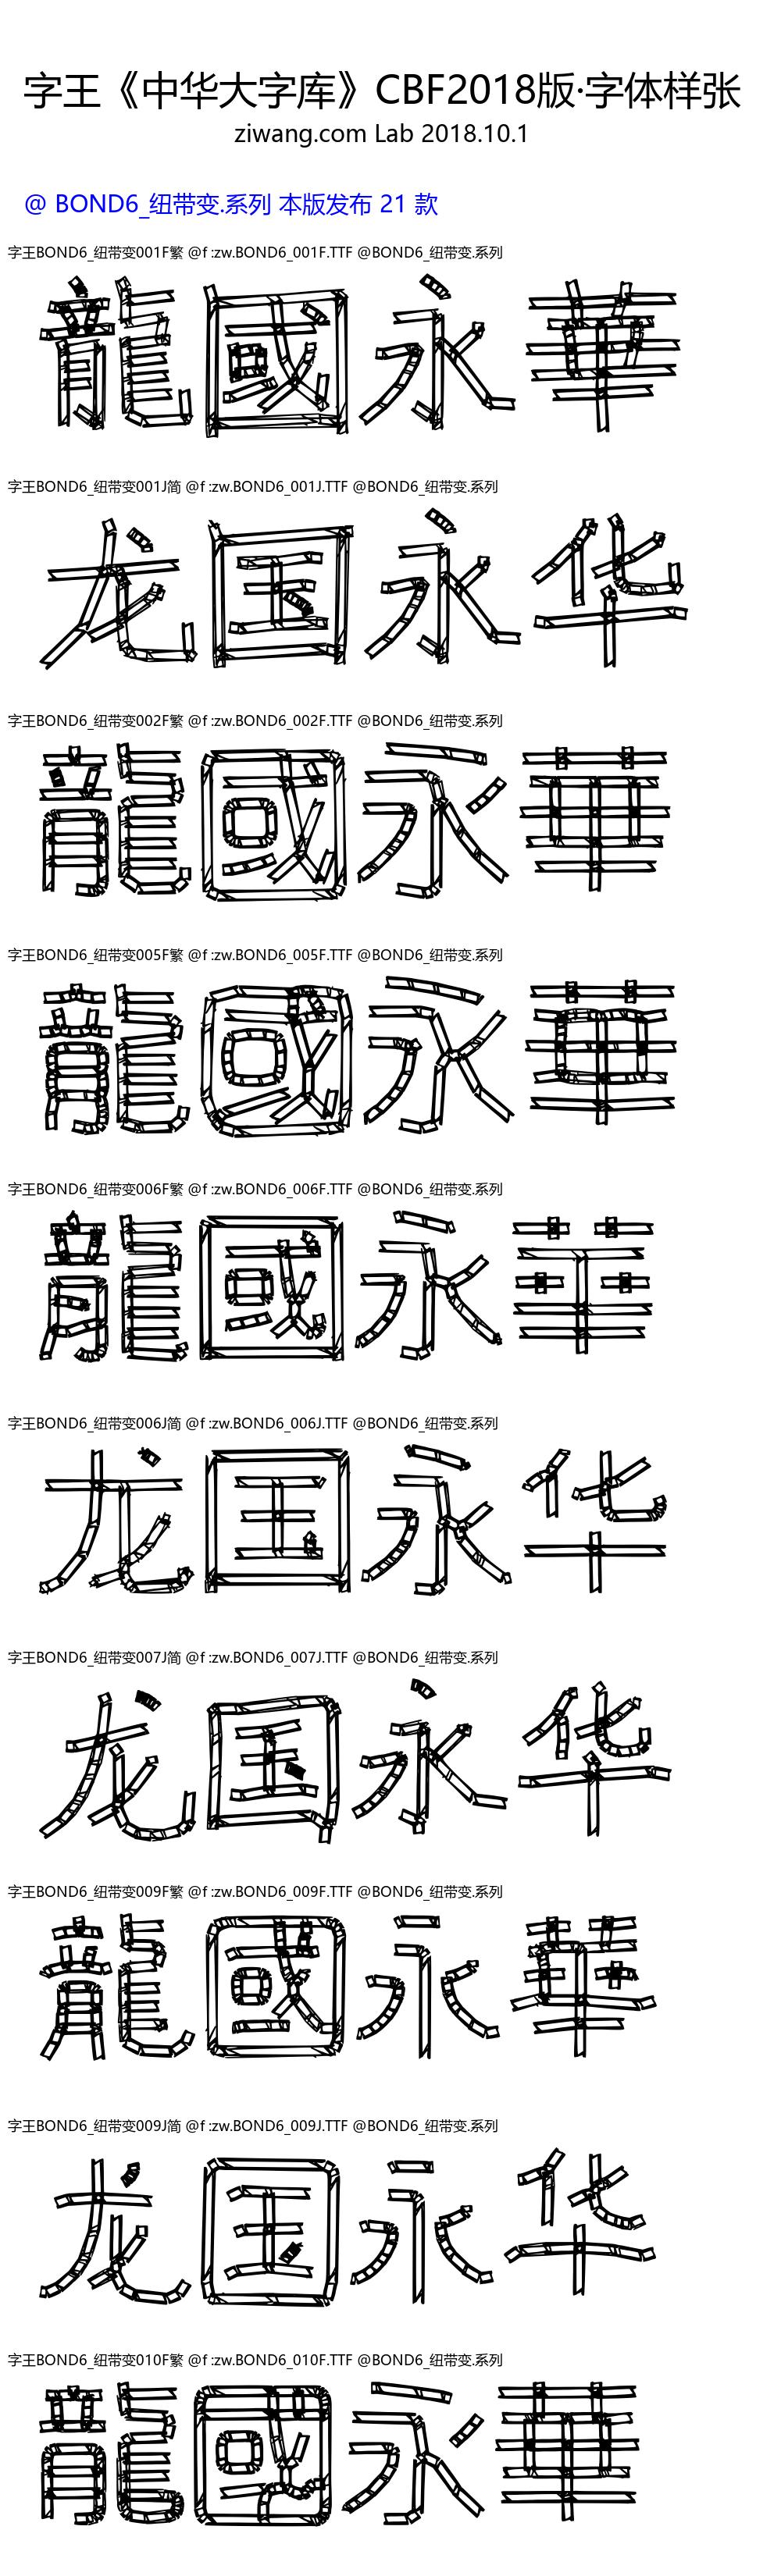 字王《中华大字库》CBF2018版·字体样张
ziwang.com Lab 2018.10.1
@ BOND6_纽带变.系列 本版发布 21 款
字王BOND6_纽带变001F繁 @f :zw.BOND6_001F.TTF @BOND6_纽带变.系列
龍國永華
字王BOND6_纽带变001J简 @f :zw.BOND6_001J.TTF @BOND6_纽带变.系列
龙国永华
字王BOND6_纽带变002F繁 @f :zw.BOND6_002F.TTF @BOND6_纽带变.系列
龍國永華
字王BOND6_纽带变005F繁 @f :zw.BOND6_005F.TTF @BOND6_纽带变.系列
龍國永華
字王BOND6_纽带变006F繁 @f :zw.BOND6_006F.TTF @BOND6_纽带变.系列
龍國永華
字王BOND6_纽带变006J简 @f :zw.BOND6_006J.TTF @BOND6_纽带变.系列
龙国永华
字王BOND6_纽带变007J简 @f :zw.BOND6_007J.TTF @BOND6_纽带变.系列
龙国永华
字王BOND6_纽带变009F繁 @f :zw.BOND6_009F.TTF @BOND6_纽带变.系列
龍國永華
字王BOND6_纽带变009J简 @f :zw.BOND6_009J.TTF @BOND6_纽带变.系列
龙国永华
字王BOND6_纽带变010F繁 @f :zw.BOND6_010F.TTF @BOND6_纽带变.系列
龍國永華